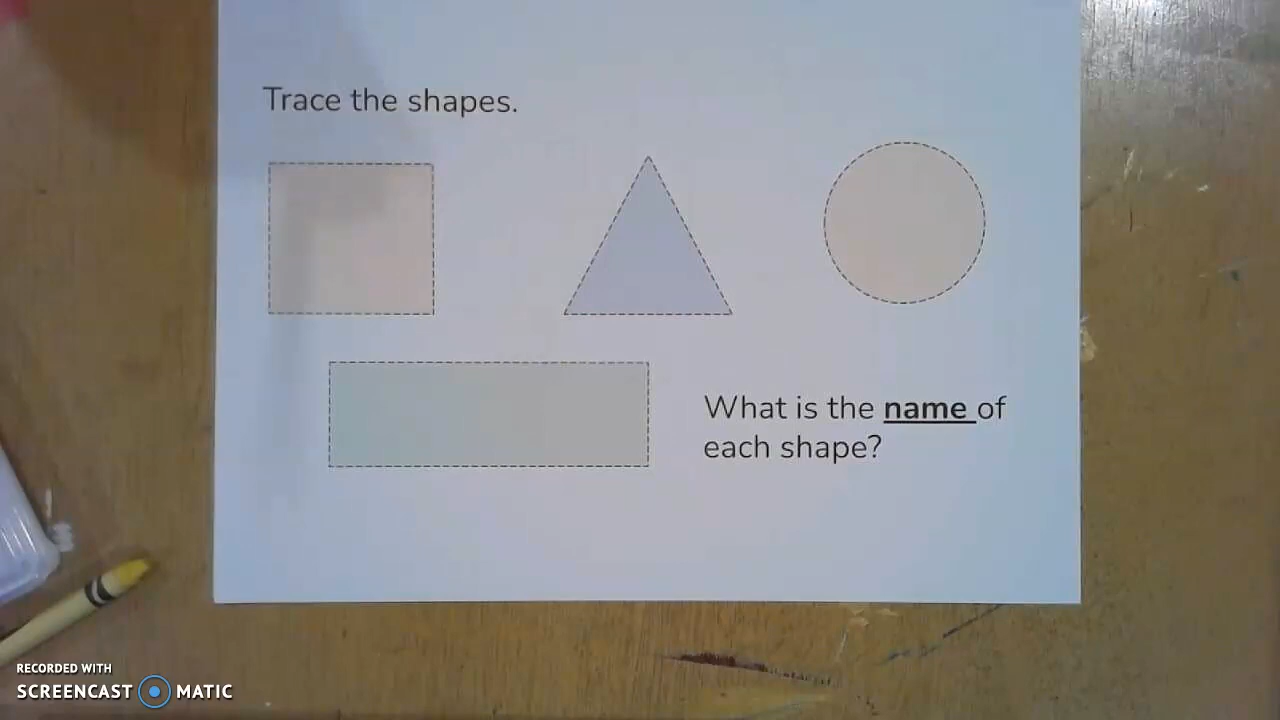 Trace the shapes.
What is the name of
each shape?
RECORDED WITH
SCREENCAST MATIC